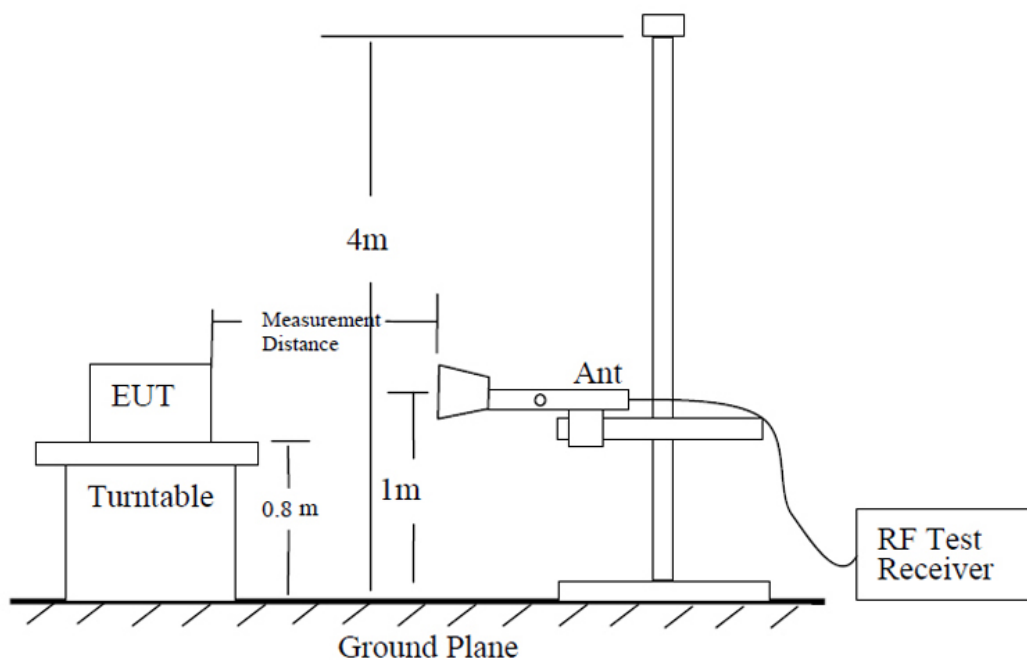 4m
Measurement
Distance
Ant
EUT
Turntable
0.8 m
1m
RF Test
Receiver
Ground Plane